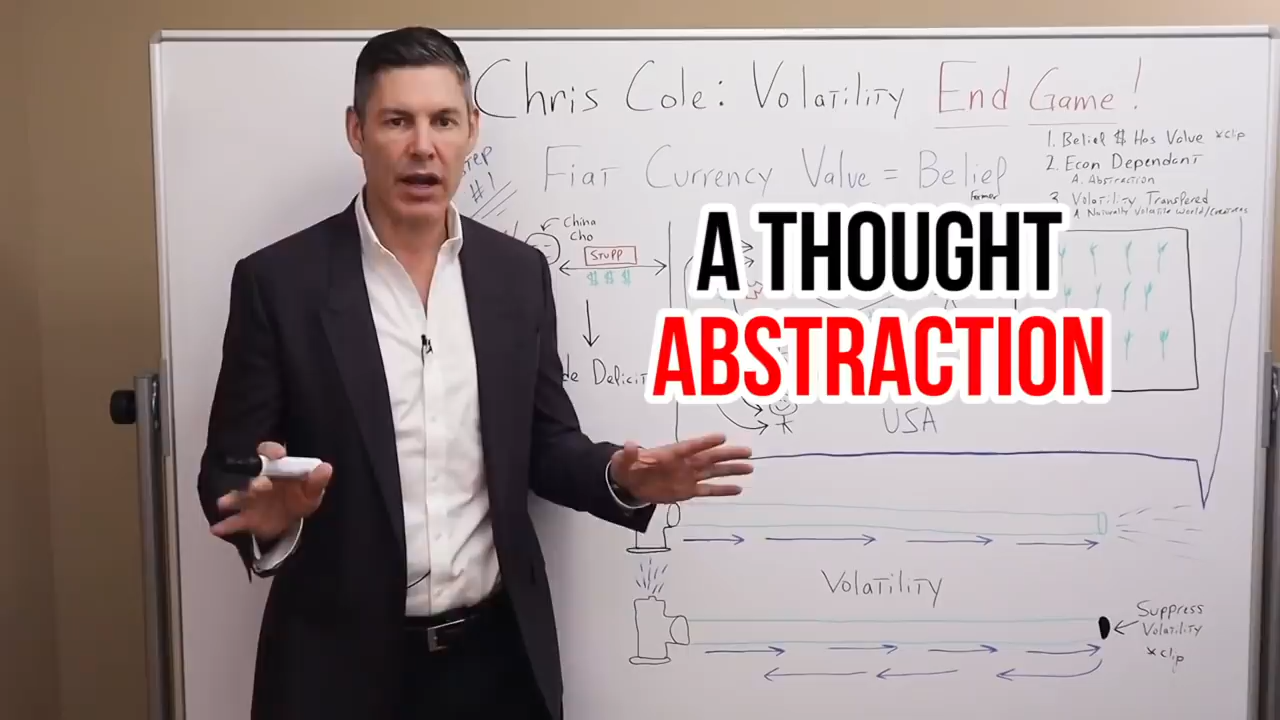 Chris Cole: Volatility End Game!
1. Belief $ Has Value *clip
2. Econ Dependant
A. Abstraction
3 Volatility Transfered
A Naturally Volatile World/Creatures
Step
#1
Fiat Currency Value = Belief
Farmer
China
Cho
STUPP
$ $ $
A THOUGHT
ABSTRACTION
de Deficit
USA
Volatility
Suppress
Volatility
*clip